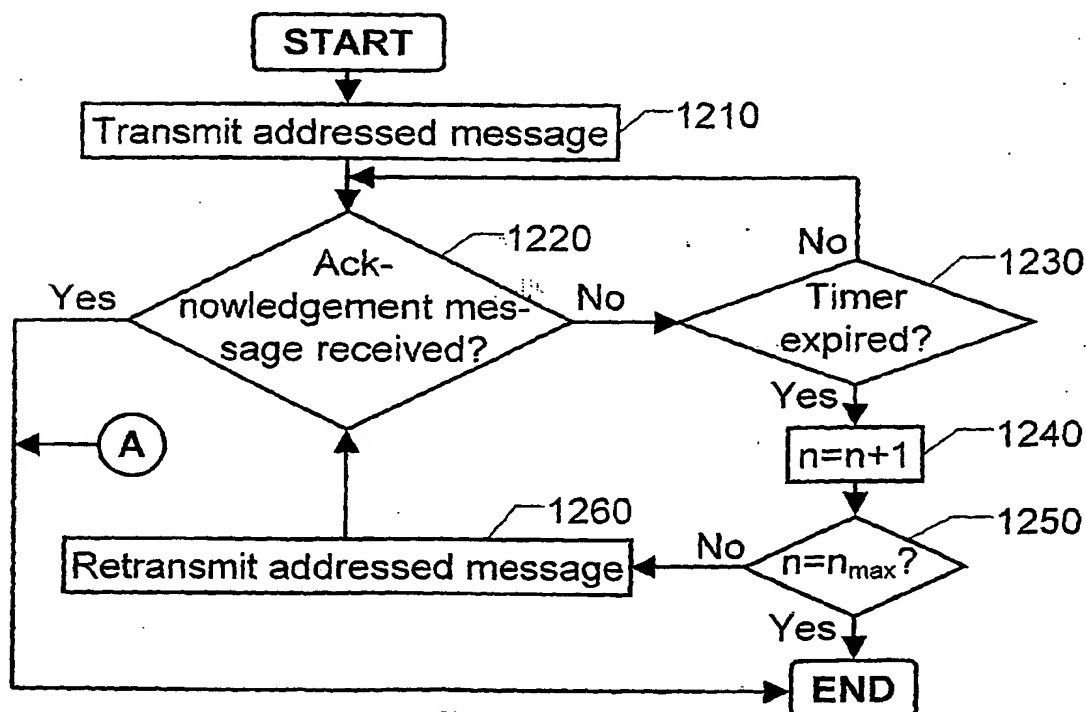 START
Transmit addressed message
1210
Ack-
nowledgement mes-
sage received?
1220
Yes
No
No
Timer
expired?
1230
Yes
A
n=n+1
1240
Retransmit addressed message
1260
No
n=nmax?
1250
Yes
END